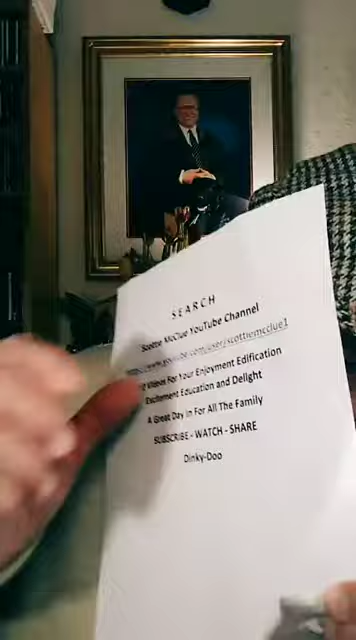 SEARCH
Scottie McClue YouTube Channel
http://www.youtube.com/user/scottiemcclue1
Videos For Your Enjoyment Edification
Excitement Education and Delight
A Great Day In For All The Family
SUBSCRIBE - WATCH - SHARE
Dinky-Doo